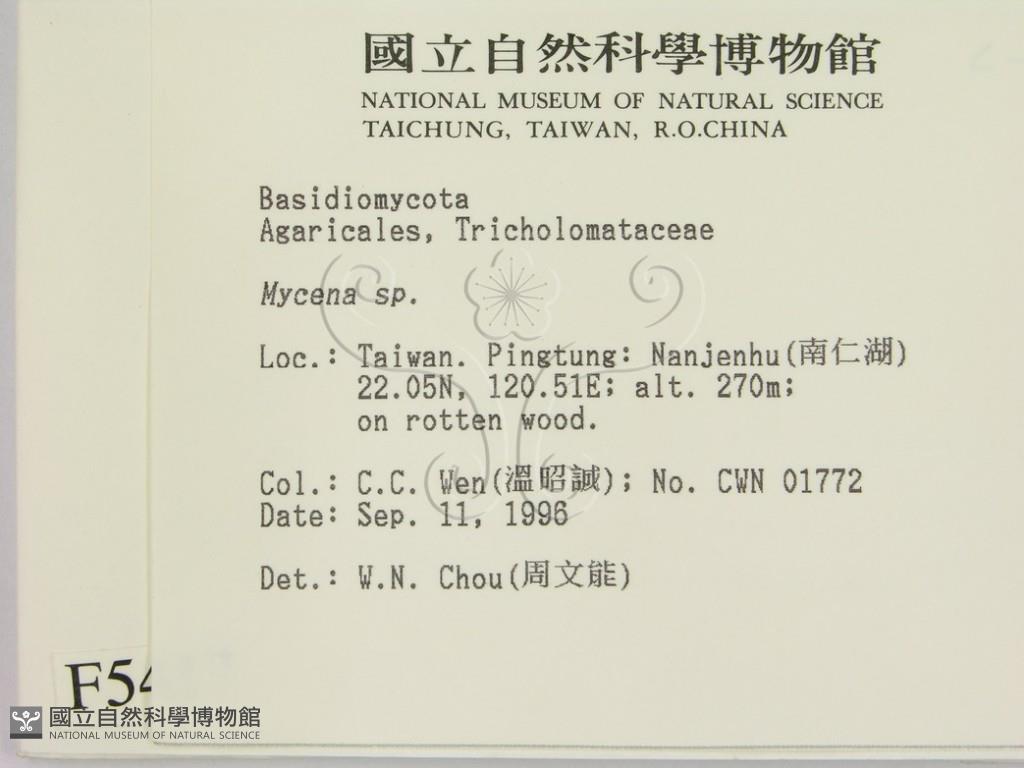 國立自然科學博物館
NATIONAL MUSEUM OF NATURAL SCIENCE
TAICHUNG, TAIWAN, R.O.CHINA
Basidiomycota
Agaricales, Tricholomataceae
Mycena sp.
Loc.: Taiwan. Pingtung: Nanjenhu(南仁湖)
22.05N, 120.51E; alt. 270m;
on rotten wood.
Col.: C.C. Wen(溫昭誠); No. CWN 01772
Date: Sep. 11, 1996
Det.: W.N. Chou(周文能)
F54
國立自然科學博物館
NATIONAL MUSEUM OF NATURAL SCIENCE